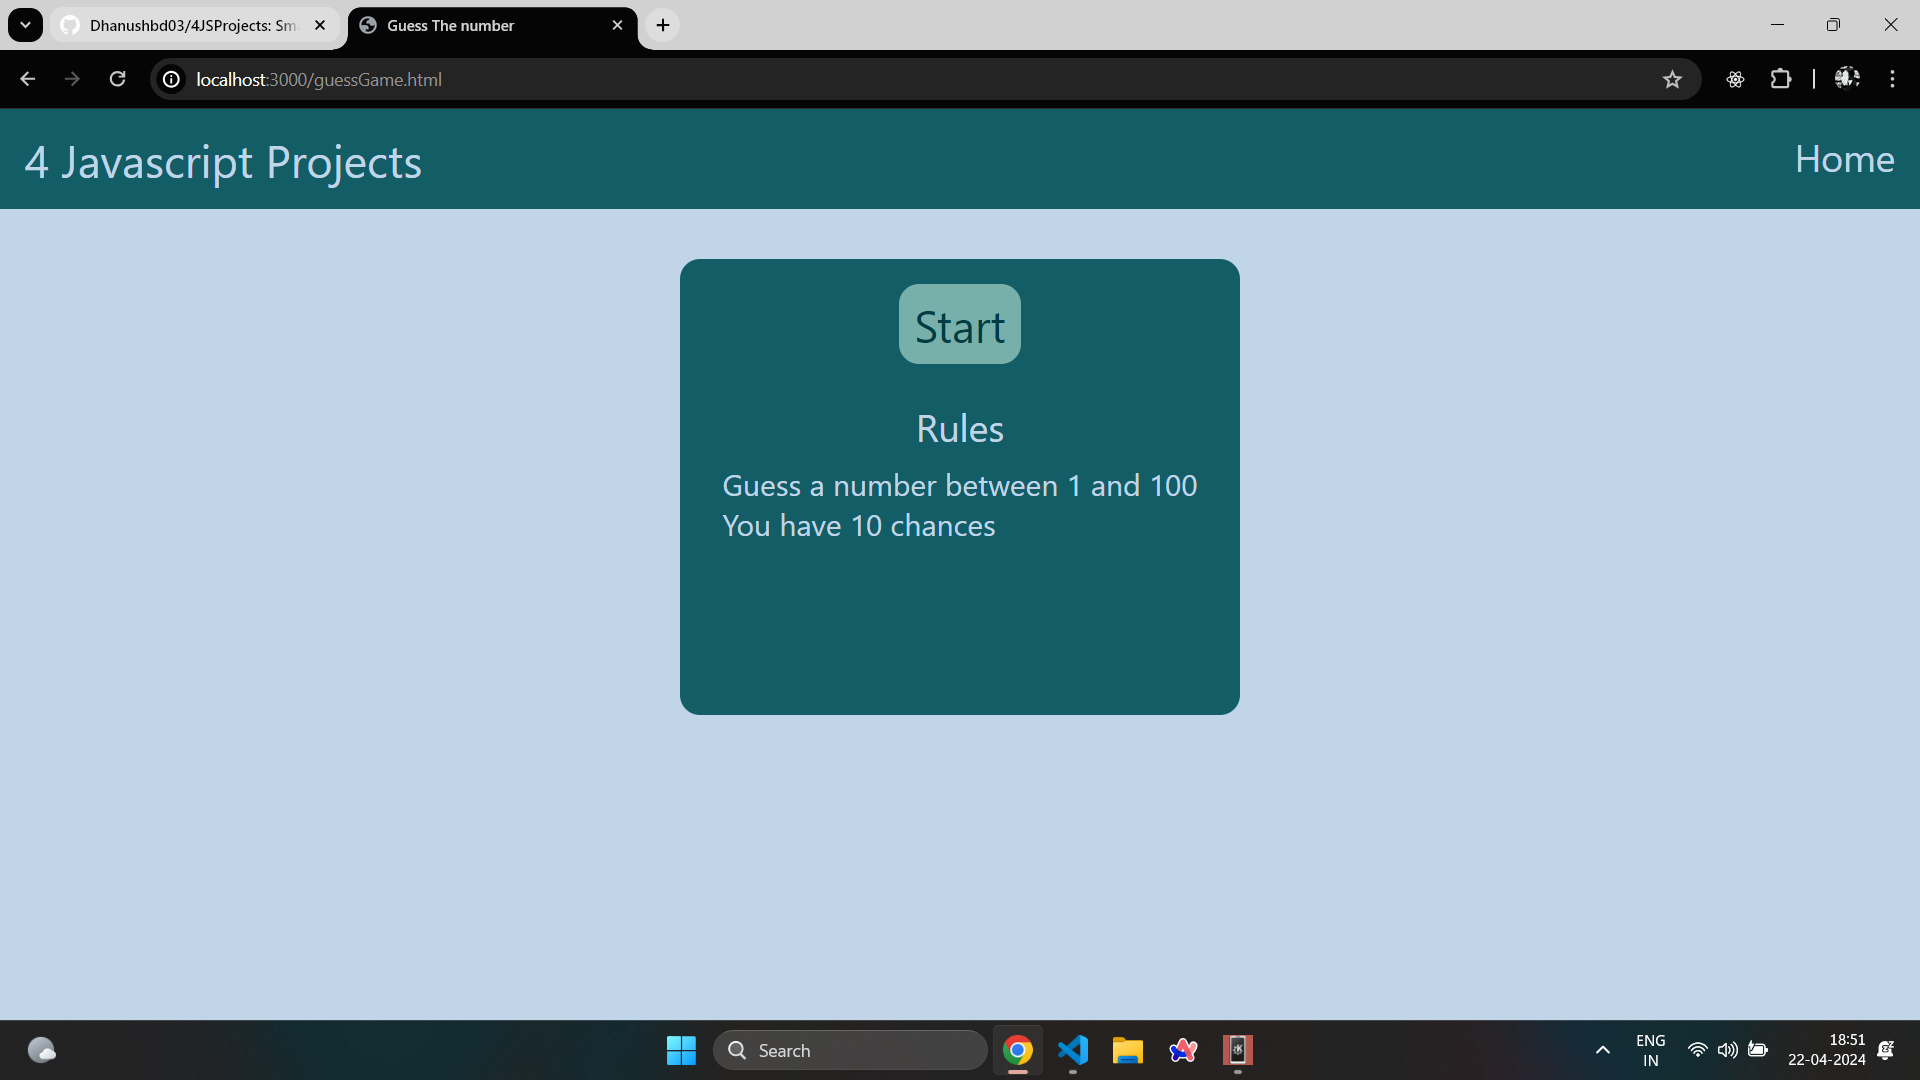 Dhanushbd03/4JSProjects: Sm
Guess The number
localhost:3000/guessGame.html
4 Javascript Projects
Home
Start
Rules
Guess a number between 1 and 100
You have 10 chances
Search
ENG
IN
18:51
22-04-2024